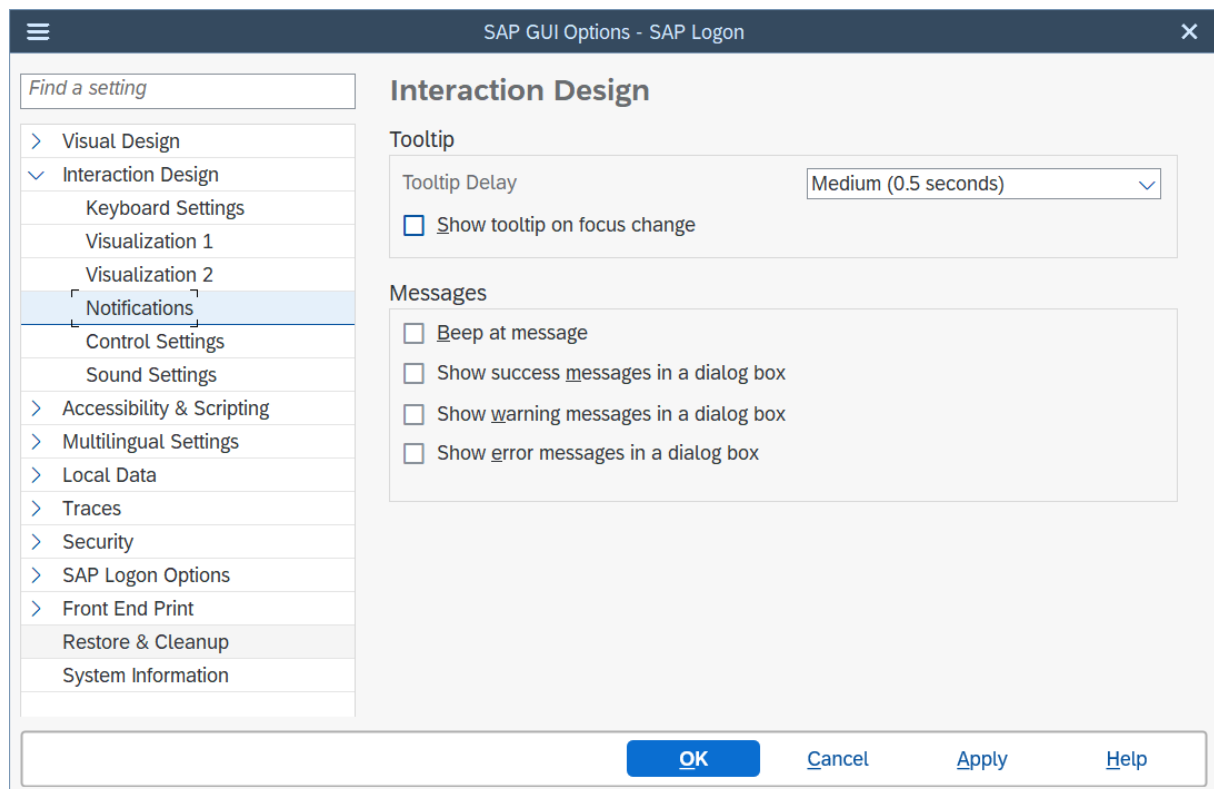 SAP GUI Options - SAP Logon
Find a setting
Visual Design
Interaction Design
Keyboard Settings
Visualization 1
Visualization 2
Notifications
Control Settings
Sound Settings
Accessibility & Scripting
Multilingual Settings
Local Data
Traces
Security
SAP Logon Options
Front End Print
Restore & Cleanup
System Information
Interaction Design
Tooltip
Tooltip Delay Medium (0.5 seconds)
Show tooltip on focus change
Messages
Beep at message
Show success messages in a dialog box
Show warning messages in a dialog box
Show error messages in a dialog box
OK Cancel Apply Help